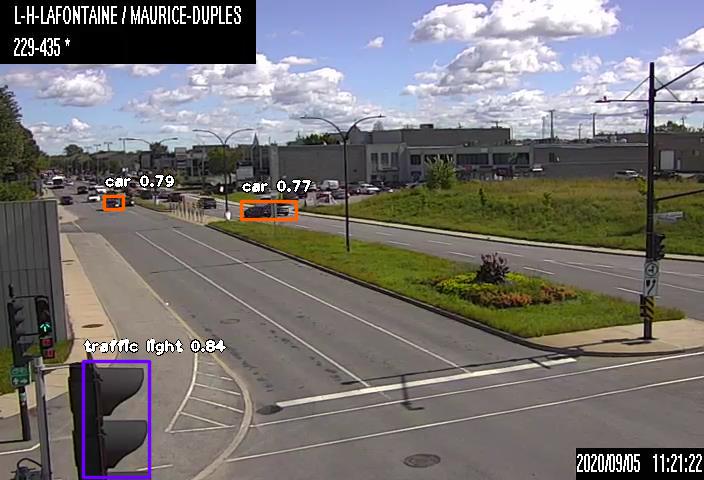 L-H-LAFONTAINE / MAURICE-DUPLES
229-435 *
car 0.79
car 0.77
traffic light 0.84
2020/09/05 11:21:22